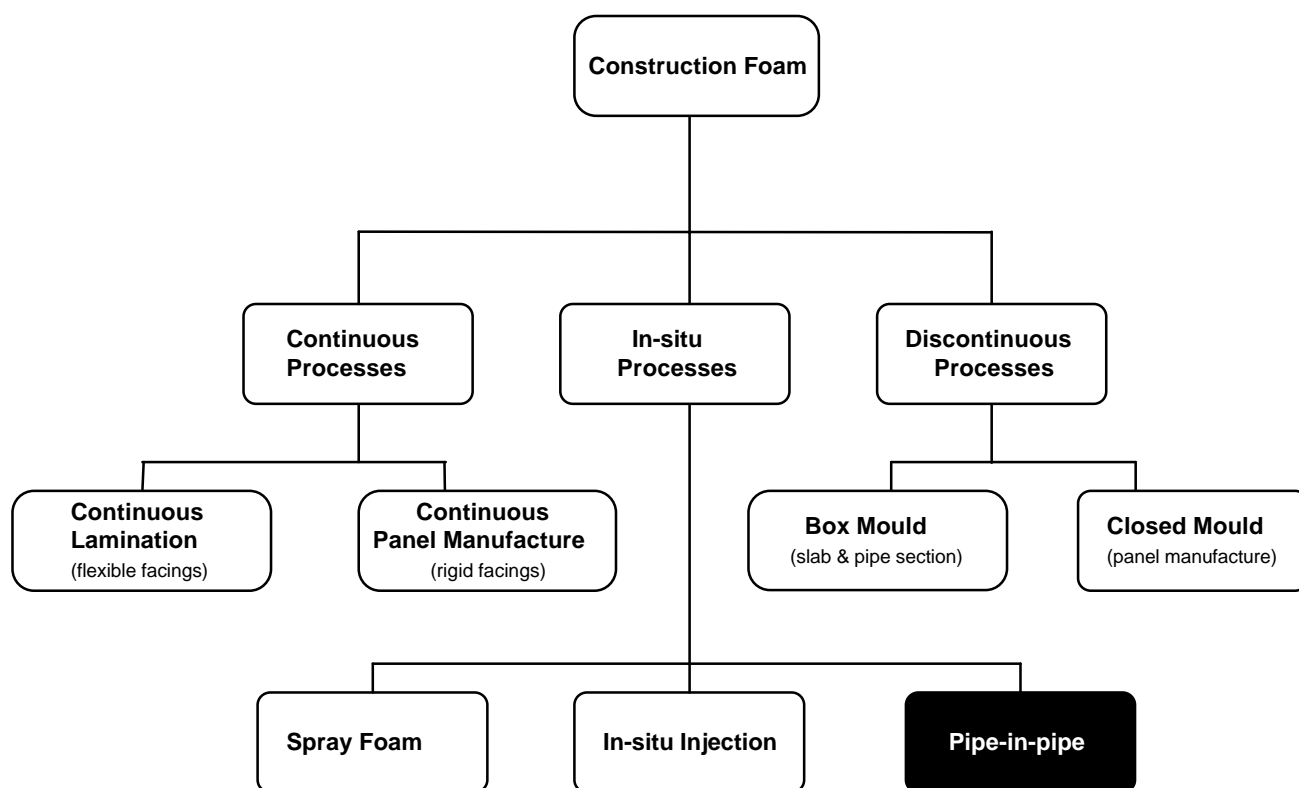 Construction Foam
Continuous
Processes
In-situ
Processes
Discontinuous
Processes
Continuous
Lamination
(flexible facings)
Continuous
Panel Manufacture
(rigid facings)
Box Mould
(slab & pipe section)
Closed Mould
(panel manufacture)
Spray Foam
In-situ Injection
Pipe-in-pipe